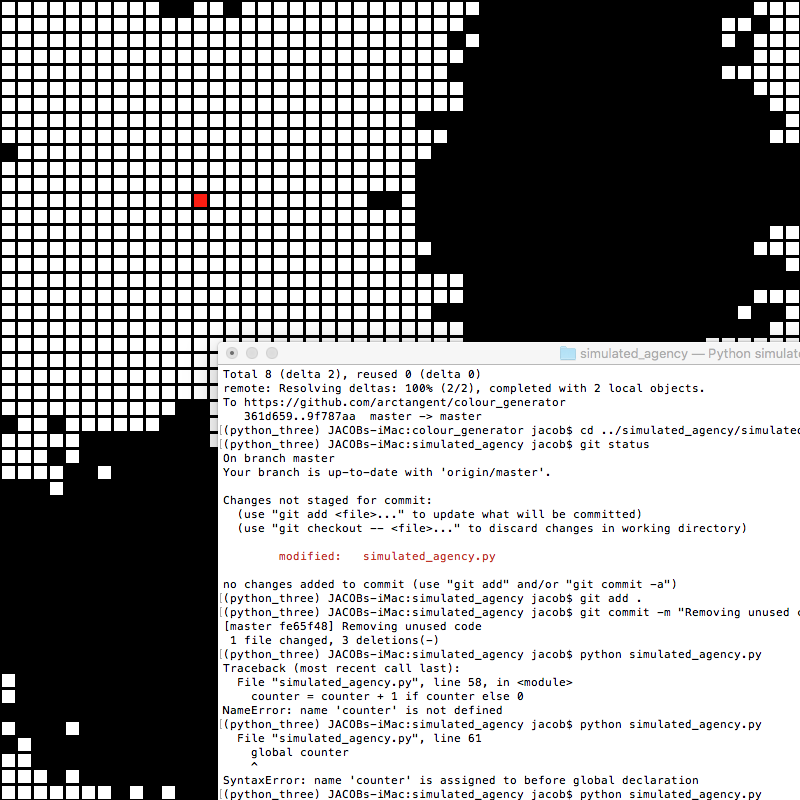 simulated_agency — Python simulat
Total 8 (delta 2), reused 0 (delta 0)
remote: Resolving deltas: 100% (2/2), completed with 2 local objects.
To https://github.com/arctangent/colour_generator
   361d659..9f787aa  master -> master
[(python_three) JACOBs-iMac:colour_generator jacob$ cd ../simulated_agency/simulated
[(python_three) JACOBs-iMac:simulated_agency jacob$ git status
On branch master
Your branch is up-to-date with 'origin/master'.
Changes not staged for commit:
  (use "git add <file>..." to update what will be committed)
  (use "git checkout -- <file>..." to discard changes in working directory)
        modified:   simulated_agency.py
no changes added to commit (use "git add" and/or "git commit -a")
[(python_three) JACOBs-iMac:simulated_agency jacob$ git add .
[(python_three) JACOBs-iMac:simulated_agency jacob$ git commit -m "Removing unused c
[master fe65f48] Removing unused code
 1 file changed, 3 deletions(-)
[(python_three) JACOBs-iMac:simulated_agency jacob$ python simulated_agency.py
Traceback (most recent call last):
  File "simulated_agency.py", line 58, in <module>
    counter = counter + 1 if counter else 0
NameError: name 'counter' is not defined
[(python_three) JACOBs-iMac:simulated_agency jacob$ python simulated_agency.py
  File "simulated_agency.py", line 61
    global counter
    ^
SyntaxError: name 'counter' is assigned to before global declaration
[(python_three) JACOBs-iMac:simulated_agency jacob$ python simulated_agency.py